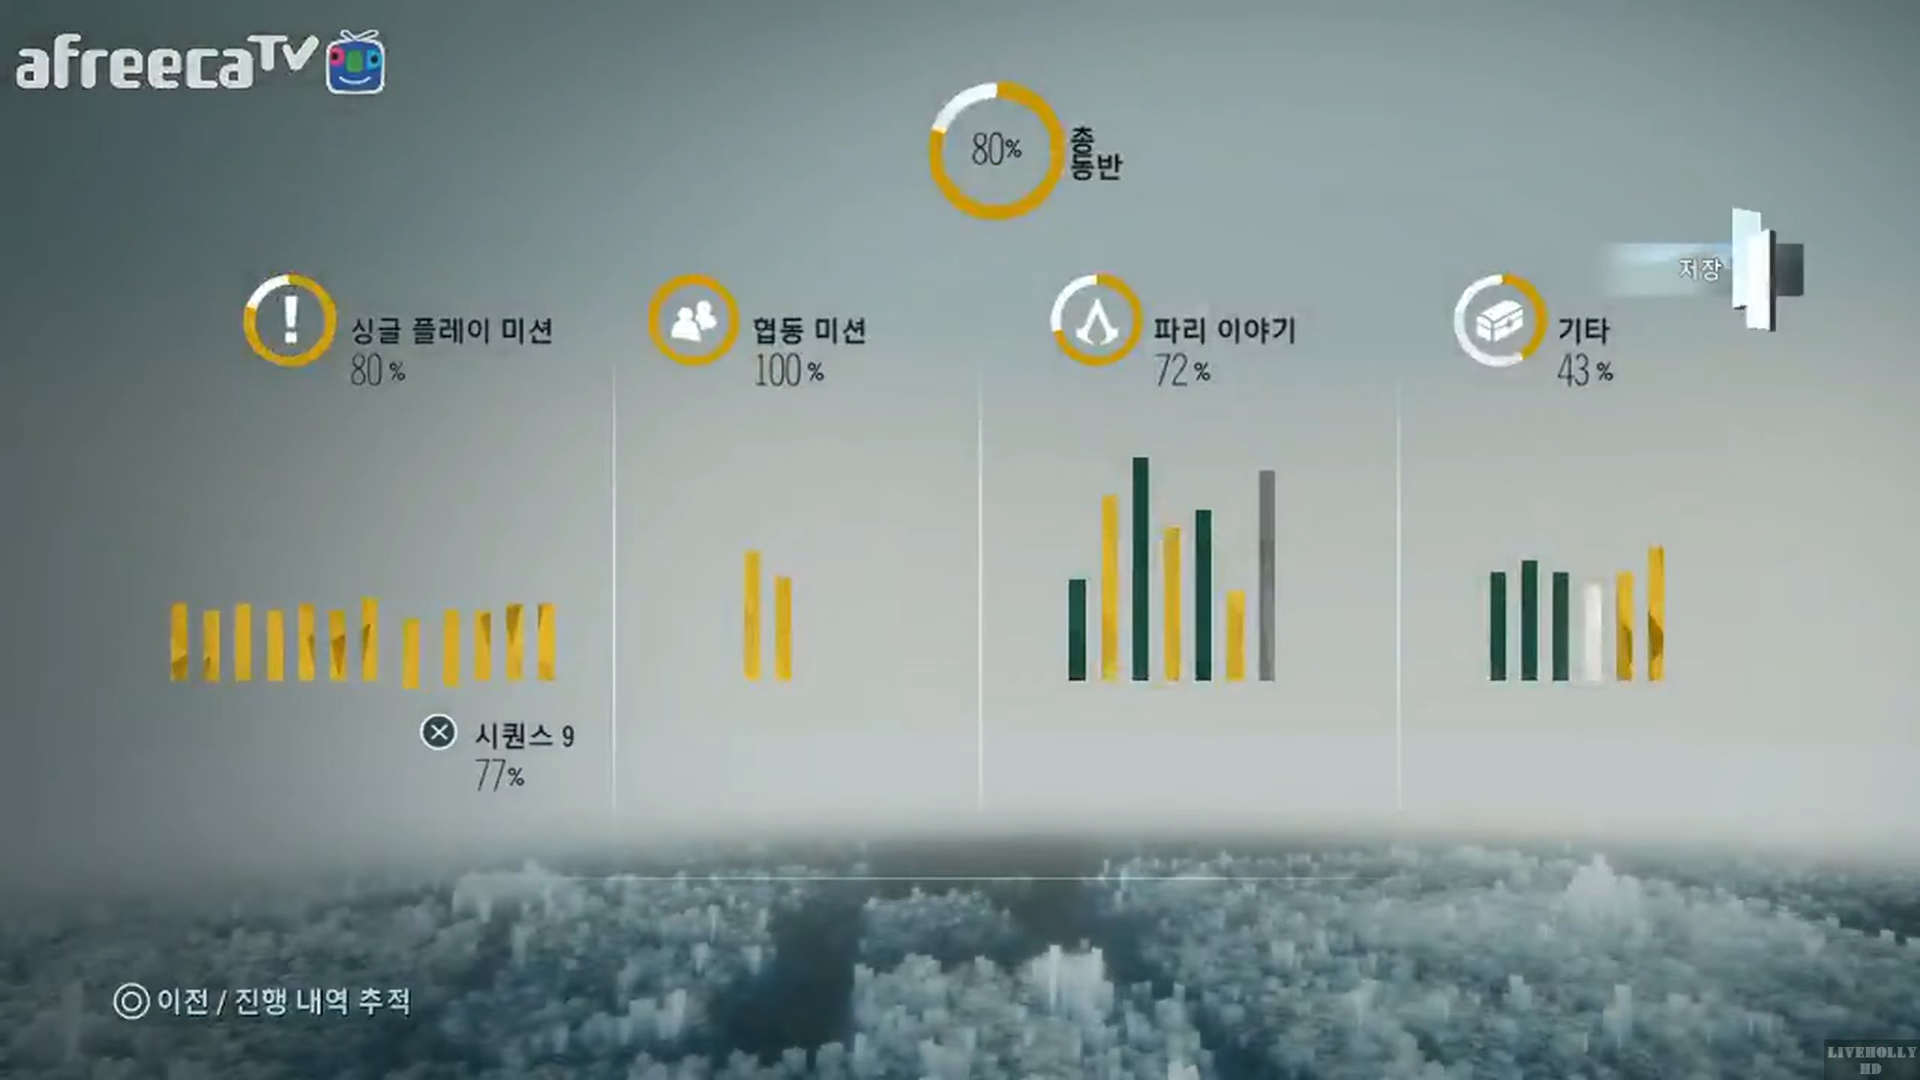 afreecaTV
80%
총
동반
저장
싱글 플레이 미션
80 %
협동 미션
100 %
파리 이야기
72 %
기타
43 %
시퀀스 9
77%
이전 / 진행 내역 추적
LIVEHOLLY
HD